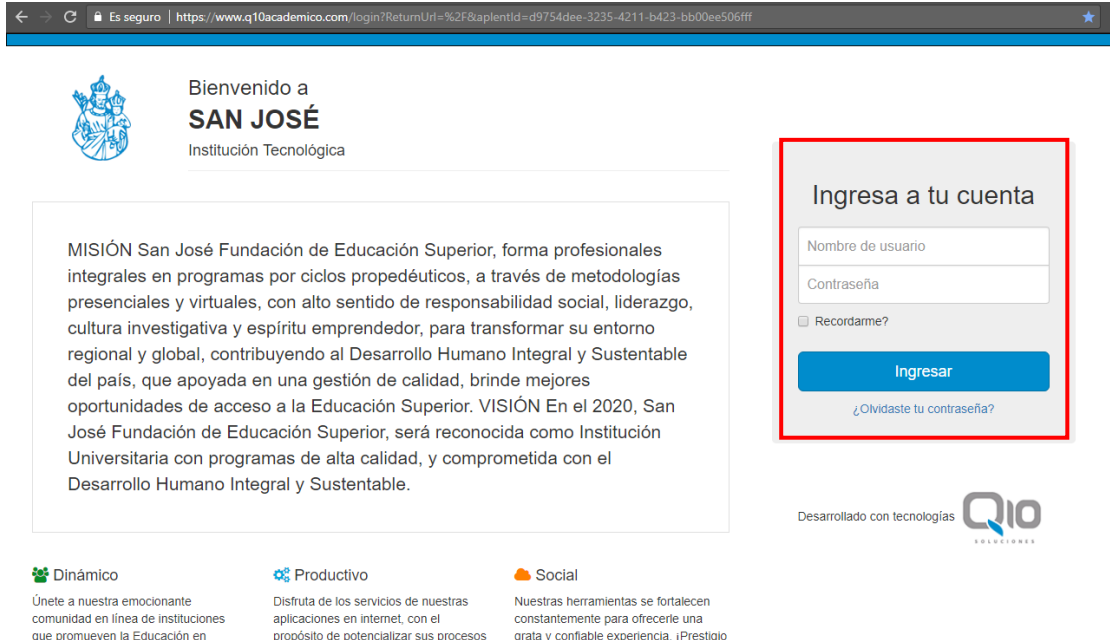 Es seguro | https://www.q10academico.com/login?ReturnUrl=%2F&aplentId=d9754dee-3235-4211-b423-bb00ee506fff
Bienvenido a
SAN JOSÉ
Institución Tecnológica
MISIÓN San José Fundación de Educación Superior, forma profesionales
integrales en programas por ciclos propedéuticos, a través de metodologías
presenciales y virtuales, con alto sentido de responsabilidad social, liderazgo,
cultura investigativa y espíritu emprendedor, para transformar su entorno
regional y global, contribuyendo al Desarrollo Humano Integral y Sustentable
del país, que apoyada en una gestión de calidad, brinde mejores
oportunidades de acceso a la Educación Superior. VISIÓN En el 2020, San
José Fundación de Educación Superior, será reconocida como Institución
Universitaria con programas de alta calidad, y comprometida con el
Desarrollo Humano Integral y Sustentable.
Ingresa a tu cuenta
Nombre de usuario
Contraseña
Recordarme?
Ingresar
¿Olvidaste tu contraseña?
Desarrollado con tecnologías Q10
SOLUCIONES
Dinámico
Únete a nuestra emocionante
comunidad en línea de instituciones
que promueven la Educación en
Productivo
Disfruta de los servicios de nuestras
aplicaciones en internet, con el
propósito de potencializar sus procesos
Social
Nuestras herramientas se fortalecen
constantemente para ofrecerle una
grata y confiable experiencia. ¡Prestigio